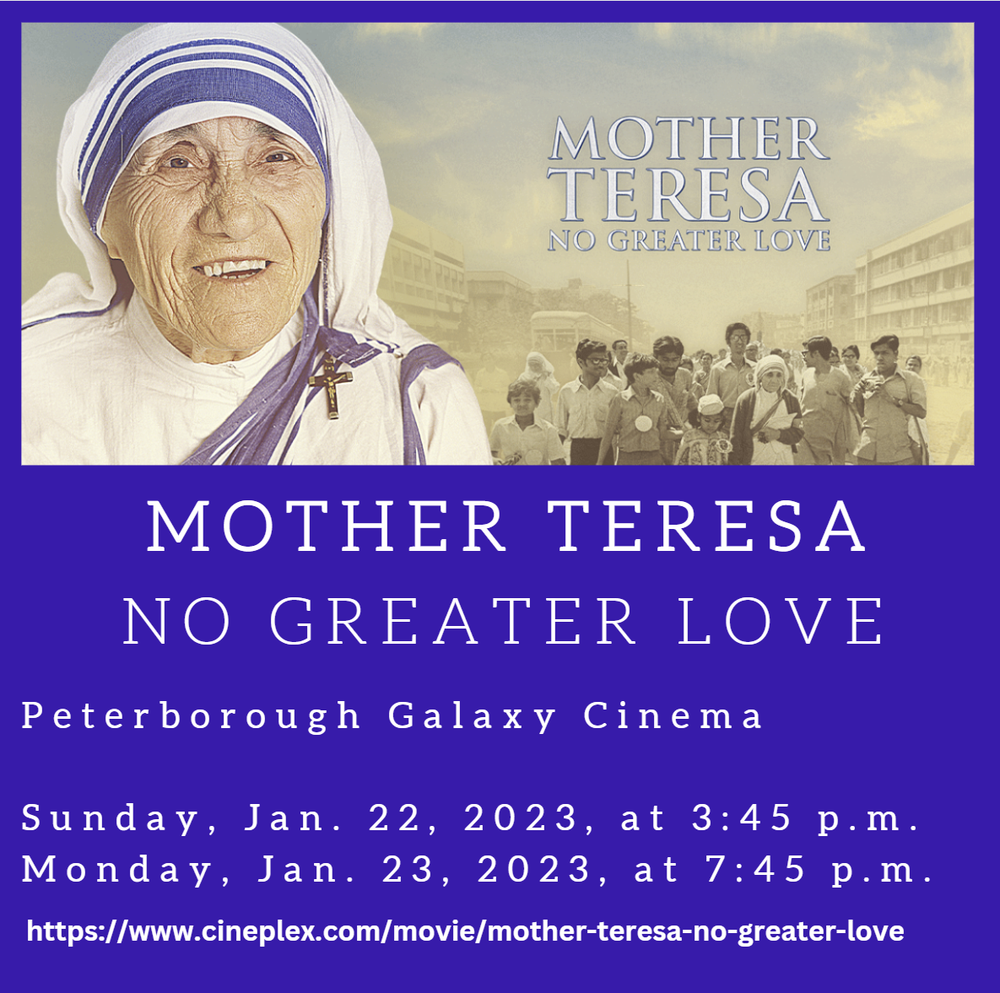 MOTHER
TERESA
NO GREATER LOVE
MOTHER TERESA
NO GREATER LOVE
Peterborough Galaxy Cinema
Sunday, Jan. 22, 2023, at 3:45 p.m.
Monday, Jan. 23, 2023, at 7:45 p.m.
https://www.cineplex.com/movie/mother-teresa-no-greater-love